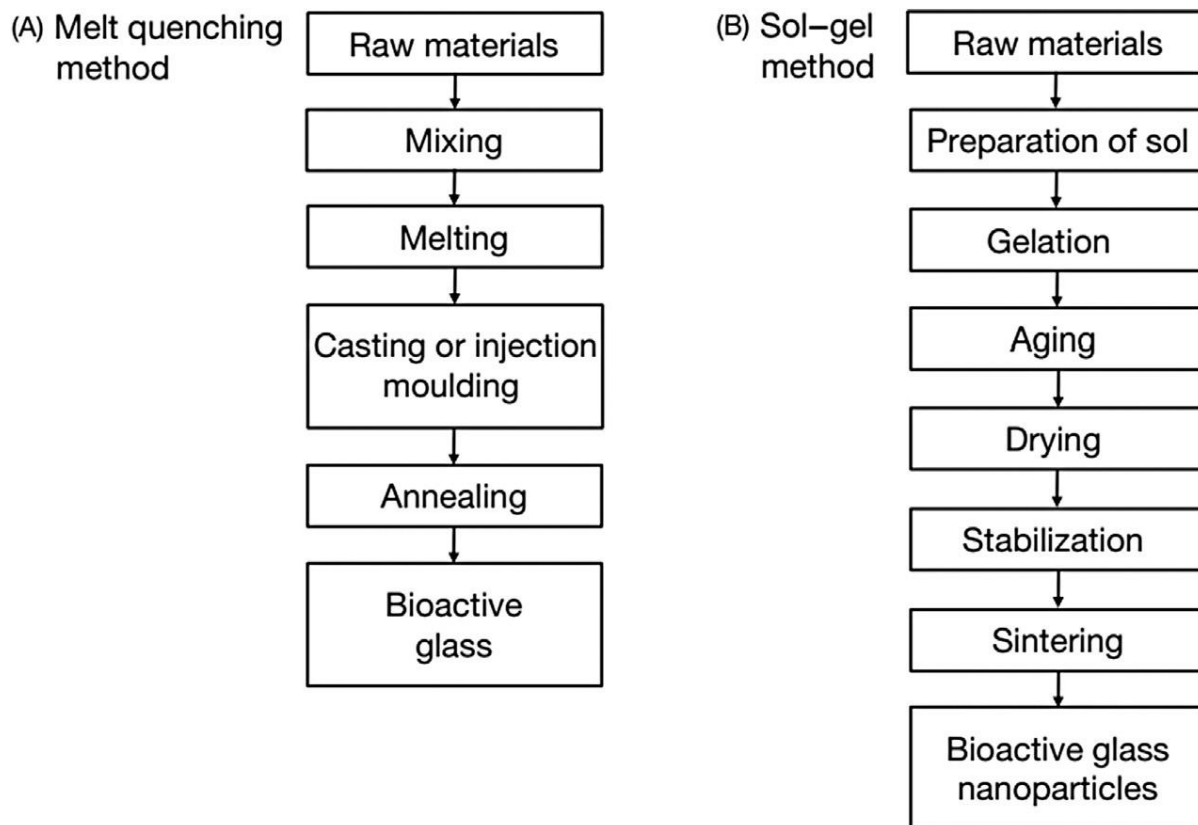 (A) Melt quenching
method
Raw materials
Mixing
Melting
Casting or injection
moulding
Annealing
Bioactive
glass
(B) Sol–gel
method
Raw materials
Preparation of sol
Gelation
Aging
Drying
Stabilization
Sintering
Bioactive glass
nanoparticles